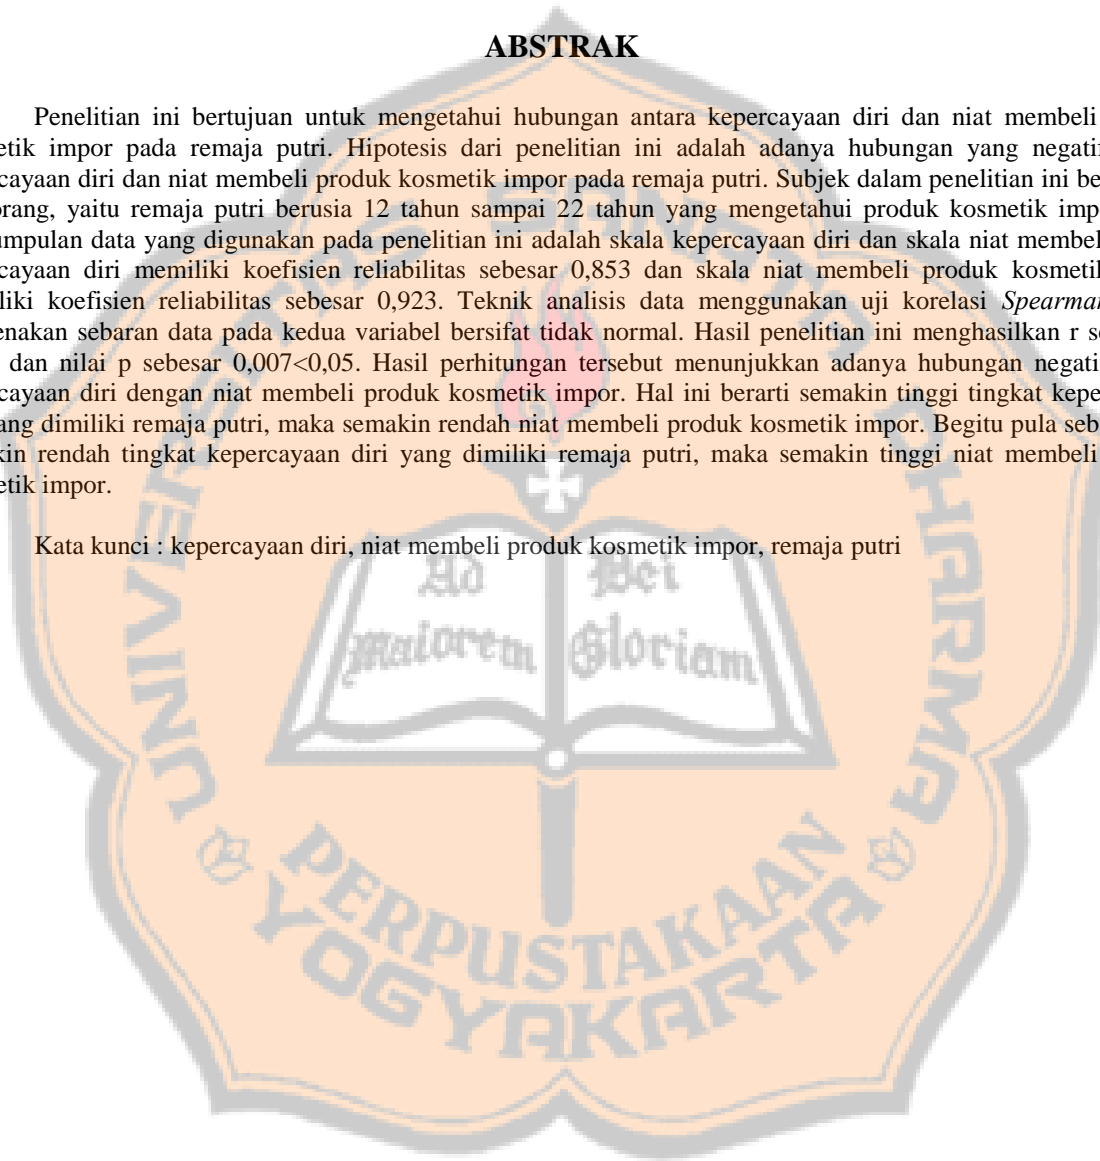 ABSTRAK
Penelitian ini bertujuan untuk mengetahui hubungan antara kepercayaan diri dan niat membeli
etik impor pada remaja putri. Hipotesis dari penelitian ini adalah adanya hubungan yang negatif
cayaan diri dan niat membeli produk kosmetik impor pada remaja putri. Subjek dalam penelitian ini be
orang, yaitu remaja putri berusia 12 tahun sampai 22 tahun yang mengetahui produk kosmetik imp
umpulan data yang digunakan pada penelitian ini adalah skala kepercayaan diri dan skala niat membel
cayaan diri memiliki koefisien reliabilitas sebesar 0,853 dan skala niat membeli produk kosmetik
liki koefisien reliabilitas sebesar 0,923. Teknik analisis data menggunakan uji korelasi Spearman
enakan sebaran data pada kedua variabel bersifat tidak normal. Hasil penelitian ini menghasilkan r se
dan nilai p sebesar 0,007<0,05. Hasil perhitungan tersebut menunjukkan adanya hubungan negati
cayaan diri dengan niat membeli produk kosmetik impor. Hal ini berarti semakin tinggi tingkat keper
ang dimiliki remaja putri, maka semakin rendah niat membeli produk kosmetik impor. Begitu pula seba
kin rendah tingkat kepercayaan diri yang dimiliki remaja putri, maka semakin tinggi niat membeli
etik impor.
Kata kunci : kepercayaan diri, niat membeli produk kosmetik impor, remaja putri
UNIVERSITAS SANATA DHARMA
Ad Dei
maiorem Gloriam
PERPUSTAKAAN
YOGYAKARTA